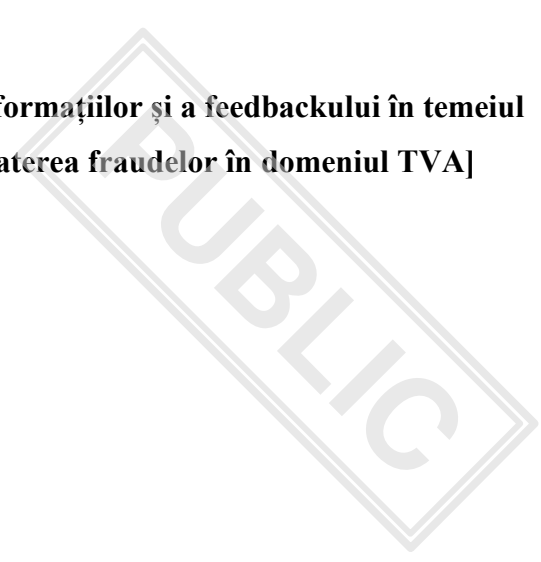 formațiilor și a feedbackului în temeiul
aterea fraudelor în domeniul TVA]
PUBLIC